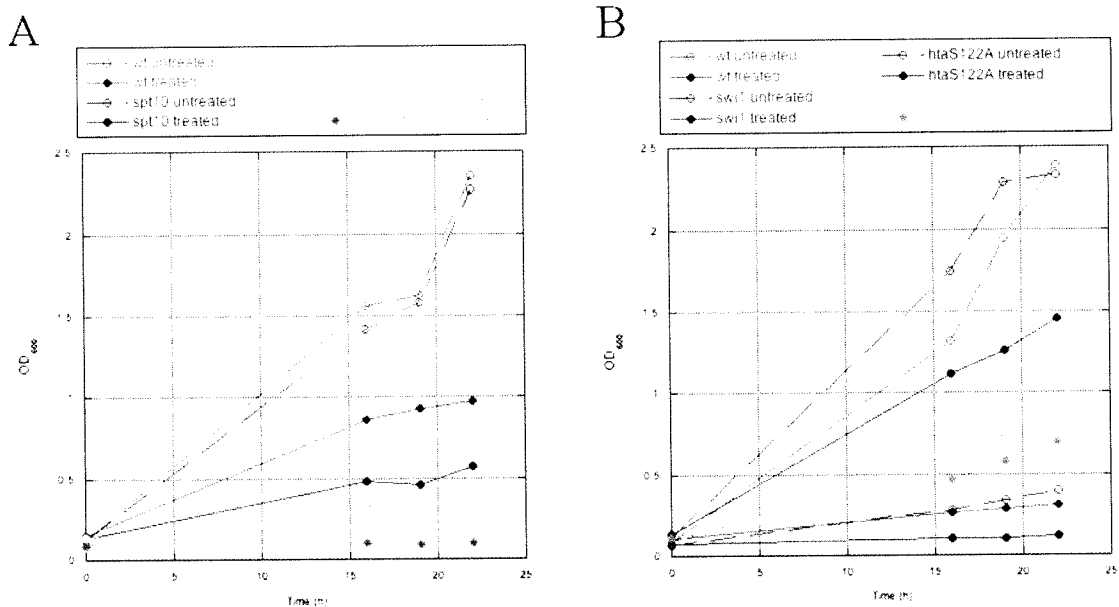 A
wt untreated
wt treated
spt10 untreated
spt10 treated
2.5
2
1.5
1
0.5
0
OD600
0 5 10 15 20 25
Time (h)
B
wt untreated
wt treated
swi1 untreated
swi1 treated
htaS122A untreated
htaS122A treated
2.5
2
1.5
1
0.5
0
OD600
0 5 10 15 20 25
Time (h)